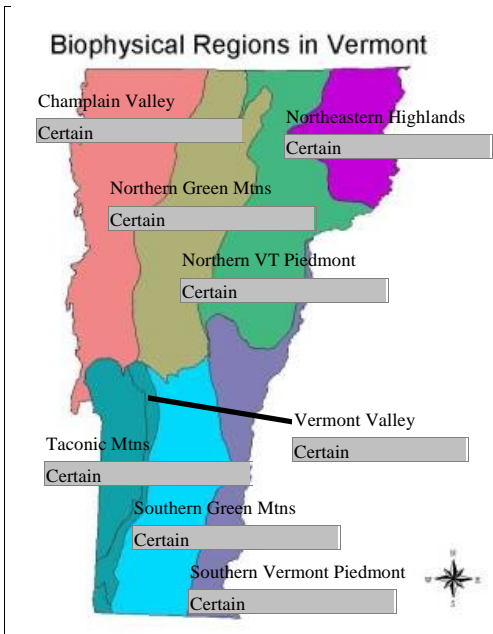 Biophysical Regions in Vermont
Champlain Valley
Certain
Northeastern Highlands
Certain
Northern Green Mtns
Certain
Northern VT Piedmont
Certain
Vermont Valley
Certain
Taconic Mtns
Certain
Southern Green Mtns
Certain
Southern Vermont Piedmont
Certain
N
W E
S